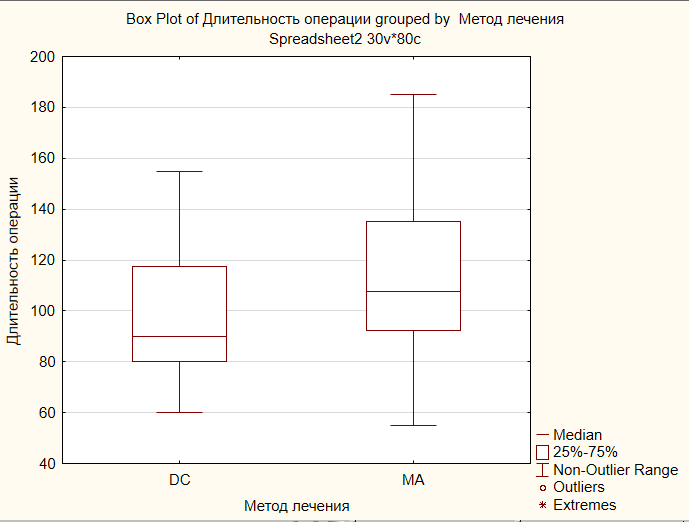 Box Plot of Длительность операции grouped by  Метод лечения
Spreadsheet2 30v*80c
Длительность операции
200
180
160
140
120
100
80
60
40
DC
MA
Метод лечения
Median
25%-75%
Non-Outlier Range
Outliers
Extremes